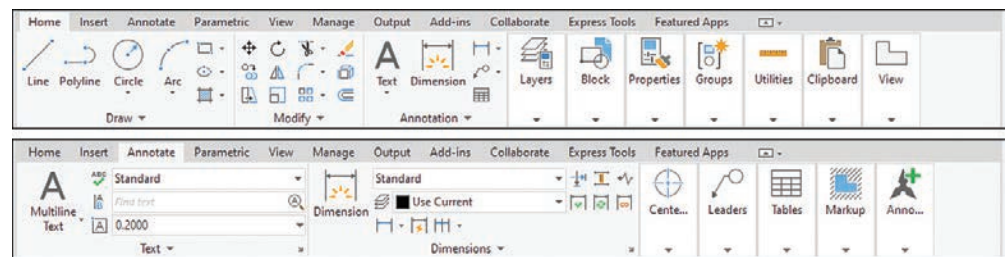 Home Insert Annotate Parametric View Manage Output Add-ins Collaborate Express Tools Featured Apps
Line Polyline Circle Arc Text Dimension Layers Block Properties Groups Utilities Clipboard View
Draw Modify Annotation
Home Insert Annotate Parametric View Manage Output Add-ins Collaborate Express Tools Featured Apps
ABC Standard Standard
Multiline Text Find text Dimension Use Current Cente... Leaders Tables Markup Anno...
A 0.2000
Text Dimensions